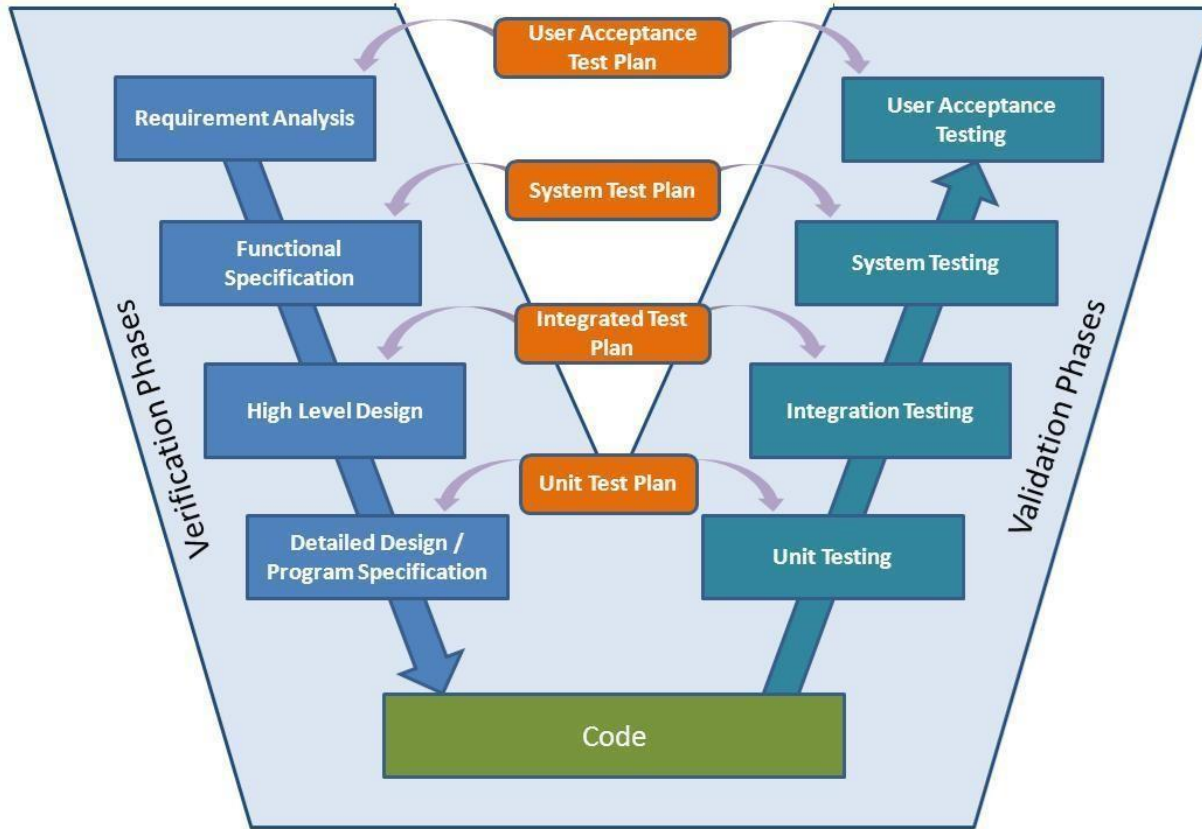 User Acceptance
Test Plan
Requirement Analysis
User Acceptance
Testing
System Test Plan
Functional
Specification
System Testing
Integrated Test
Plan
High Level Design
Integration Testing
Unit Test Plan
Detailed Design /
Program Specification
Unit Testing
Code
Verification Phases
Validation Phases